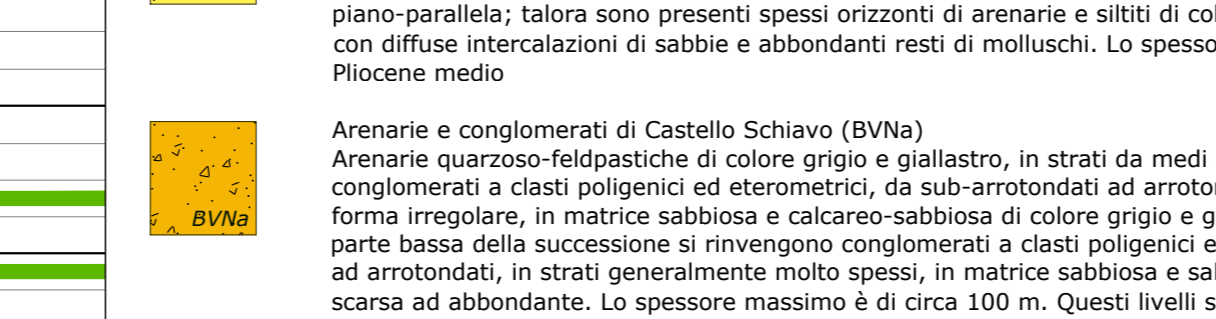 piano-parallela; talora sono presenti spessi orizzonti di arenarie e siltiti di
con diffuse intercalazioni di sabbie e abbondanti resti di molluschi. Lo
Pliocene medio
Arenarie e conglomerati di Castello Schiavo (BVNa)
Arenarie quarzoso-feldpastiche di colore grigio e giallastro, in strati da medi
conglomerati a clasti poligenici ed eterometrici, da sub-arrotondati ad
forma irregolare, in matrice sabbiosa e calcareo-sabbiosa di colore grigio e
BVNa
parte bassa della successione si rinvengono conglomerati a clasti poligenici
ad arrotondati, in strati generalmente molto spessi, in matrice sabbiosa e
scarsa ad abbondante. Lo spessore massimo è di circa 100 m. Questi livelli